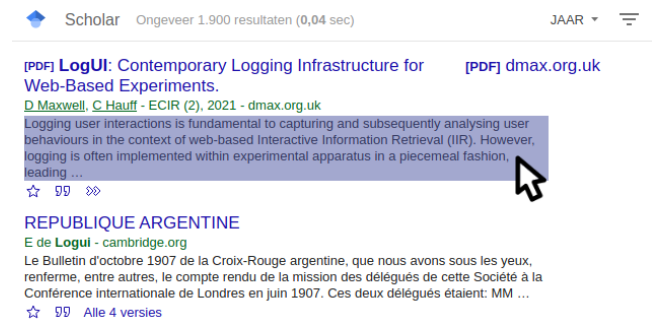 Scholar Ongeveer 1.900 resultaten (0,04 sec) JAAR
[PDF] LogUI: Contemporary Logging Infrastructure for [PDF] dmax.org.uk
Web-Based Experiments.
D Maxwell, C Hauff - ECIR (2), 2021 - dmax.org.uk
Logging user interactions is fundamental to capturing and subsequently analysing user
behaviours in the context of web-based Interactive Information Retrieval (IIR). However,
logging is often implemented within experimental apparatus in a piecemeal fashion,
leading ...
REPUBLIQUE ARGENTINE
E de Logui - cambridge.org
Le Bulletin d'octobre 1907 de la Croix-Rouge argentine, que nous avons sous les yeux,
renferme, entre autres, le compte rendu de la mission des délégués de cette Société à la
Conférence internationale de Londres en juin 1907. Ces deux délégués étaient: MM ...
Alle 4 versies